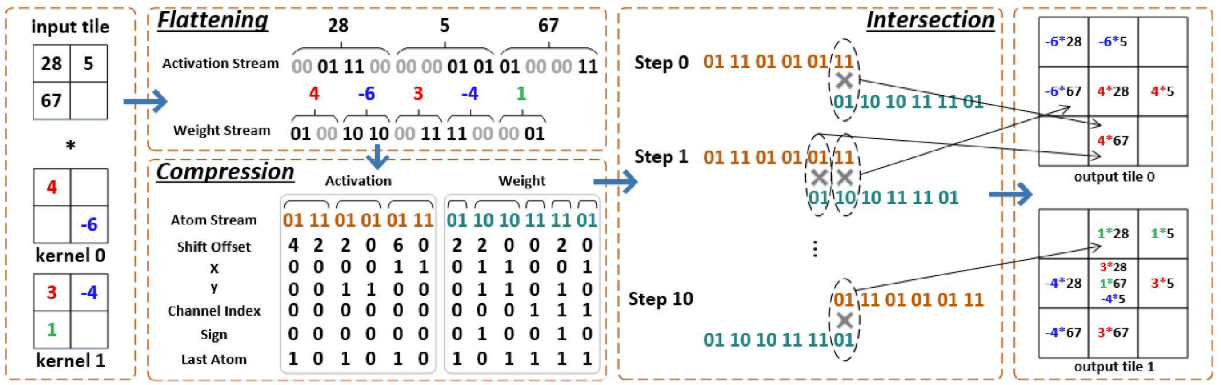 input tile
28 5
67
*
4
-6
kernel 0
3 -4
1
kernel 1
Flattening
28 5 67
Activation Stream 00 01 11 00 00 00 01 01 01 00 00 11
4 -6 3 -4 1
Weight Stream 01 00 10 10 00 11 11 00 00 01
Compression
Activation Weight
Atom Stream 01 11 01 01 01 11 01 10 10 11 11 01
Shift Offset 4 2 2 0 6 0 2 2 0 0 2 0
X 0 0 0 0 1 1 0 1 1 0 0 1
y 0 0 1 1 0 0 0 1 1 0 1 0
Channel Index 0 0 0 0 0 0 0 0 0 1 1 1
Sign 0 0 0 0 0 0 0 1 0 0 1 0
Last Atom 1 0 1 0 1 0 1 0 1 1 1 1
Intersection
Step 0 01 11 01 01 01 11
01 10 10 11 11 01
Step 1 01 11 01 01 01 11
01 10 10 11 11 01
...
Step 10 01 11 01 01 01 11
01 10 10 11 11 01
-6*28 -6*5
-6*67 4*28 4*5
4*67
output tile 0
1*28 1*5
-4*28 3*28 1*67 -4*5 3*5
-4*67 3*67
output tile 1